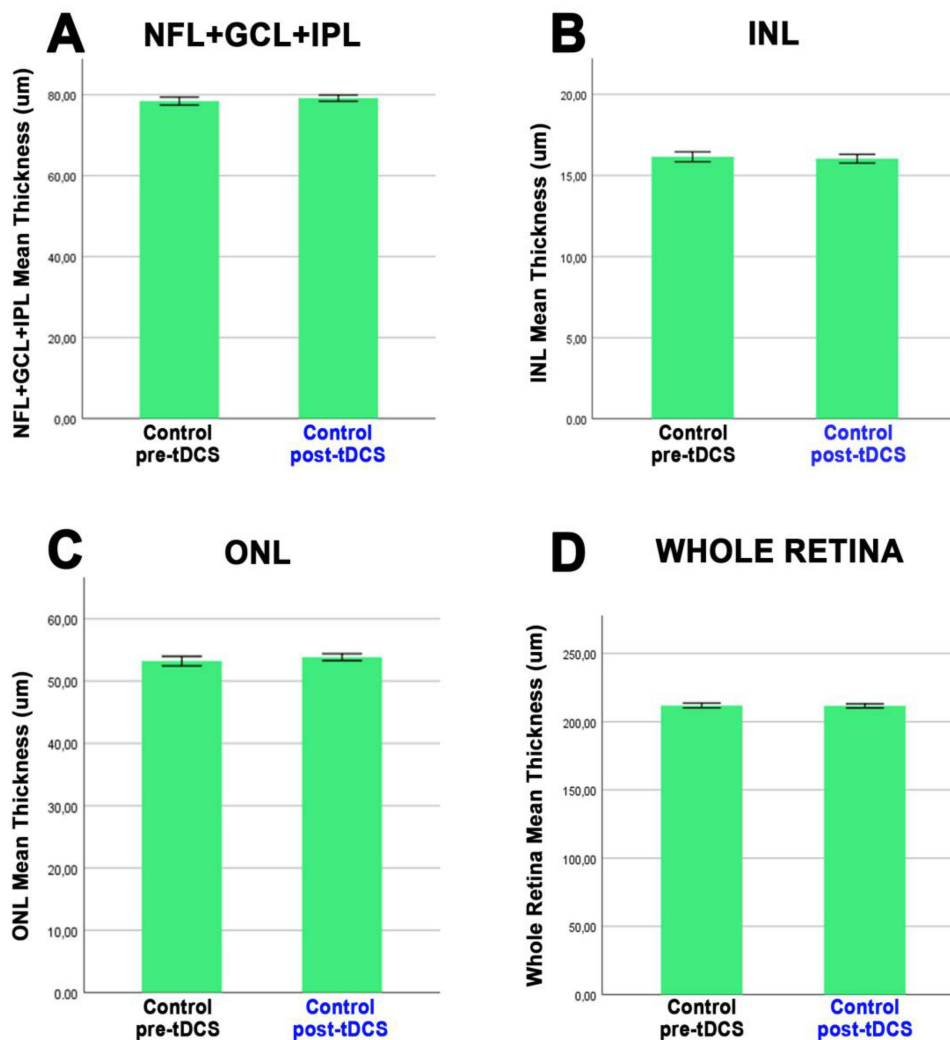 A
NFL+GCL+IPL
NFL+GCL+IPL Mean Thickness (um)
80,00
60,00
40,00
20,00
0,00
Control
pre-tDCS
Control
post-tDCS
B
INL
INL Mean Thickness (um)
20,00
15,00
10,00
5,00
0,00
Control
pre-tDCS
Control
post-tDCS
C
ONL
ONL Mean Thickness (um)
60,00
50,00
40,00
30,00
20,00
10,00
0,00
Control
pre-tDCS
Control
post-tDCS
D
WHOLE RETINA
Whole Retina Mean Thickness (um)
250,00
200,00
150,00
100,00
50,00
0,00
Control
pre-tDCS
Control
post-tDCS